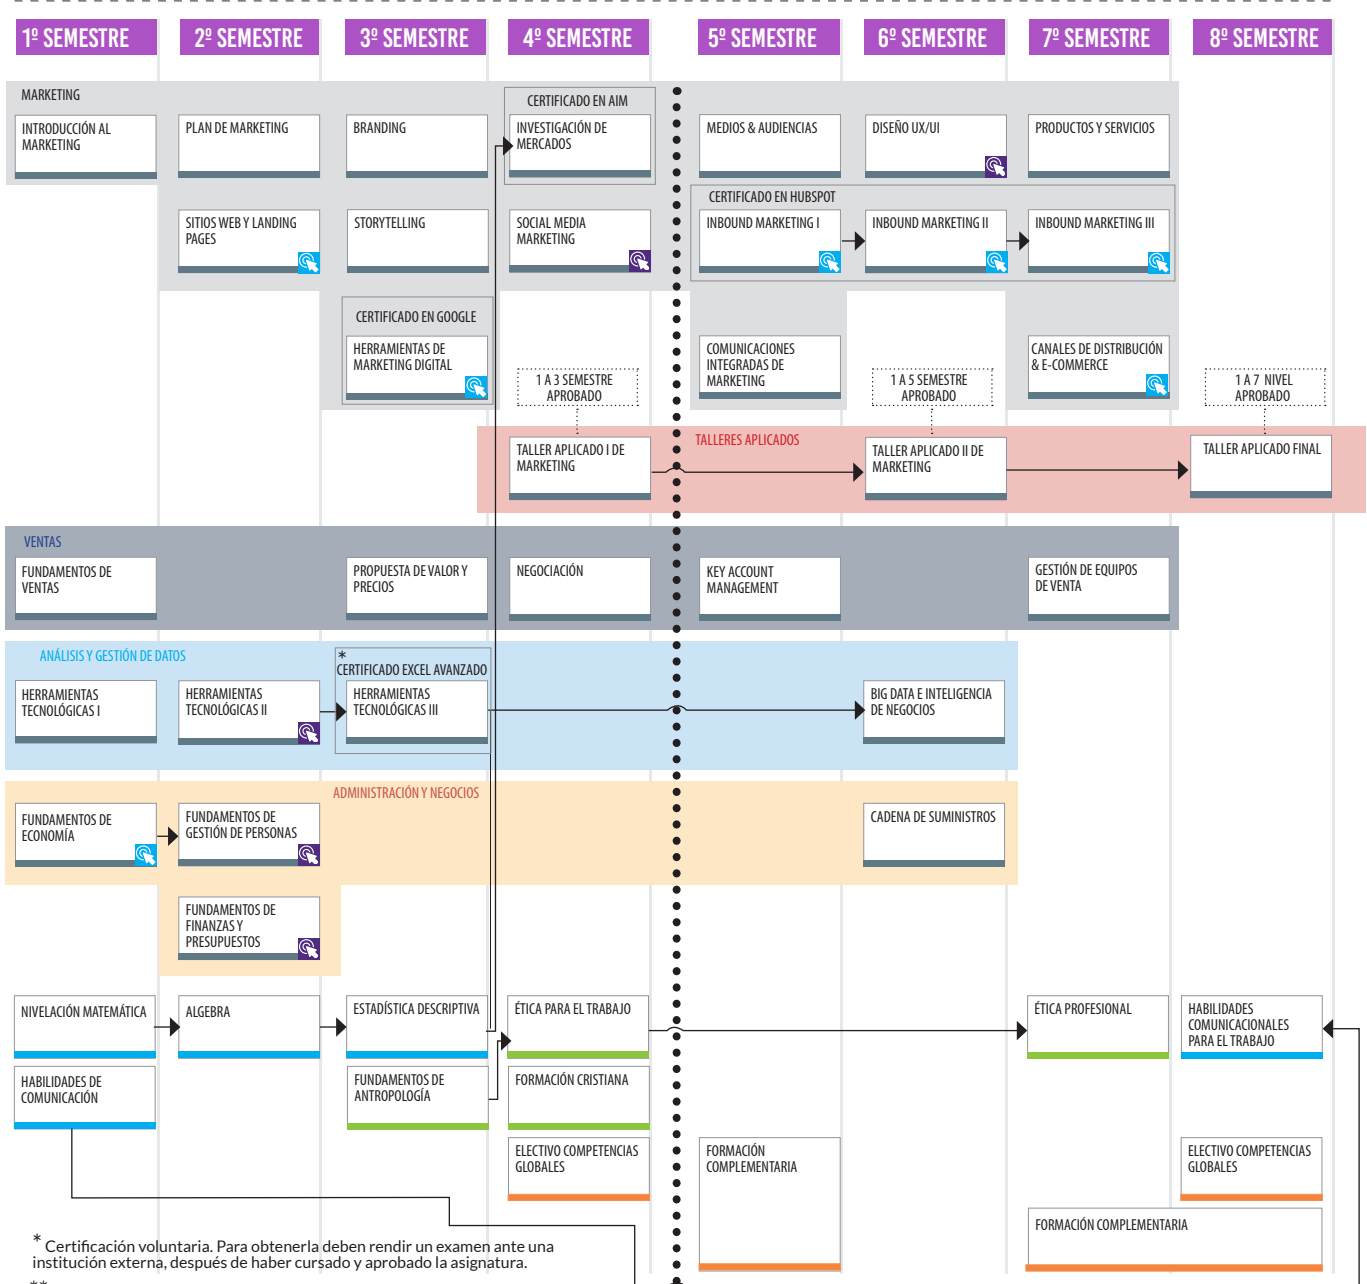 1º SEMESTRE
2º SEMESTRE
3º SEMESTRE
4º SEMESTRE
5º SEMESTRE
6º SEMESTRE
7º SEMESTRE
8º SEMESTRE
MARKETING
CERTIFICADO EN AIM
INTRODUCCIÓN AL
MARKETING
PLAN DE MARKETING
BRANDING
INVESTIGACIÓN DE
MERCADOS
MEDIOS & AUDIENCIAS
DISEÑO UX/UI
PRODUCTOS Y SERVICIOS
CERTIFICADO EN HUBSPOT
SITIOS WEB Y LANDING
PAGES
STORYTELLING
SOCIAL MEDIA
MARKETING
INBOUND MARKETING I
INBOUND MARKETING II
INBOUND MARKETING III
CERTIFICADO EN GOOGLE
HERRAMIENTAS DE
MARKETING DIGITAL
COMUNICACIONES
INTEGRADAS DE
MARKETING
CANALES DE DISTRIBUCIÓN
& E-COMMERCE
1 A 3 SEMESTRE
APROBADO
1 A 5 SEMESTRE
APROBADO
1 A 7 NIVEL
APROBADO
TALLERES APLICADOS
TALLER APLICADO I DE
MARKETING
TALLER APLICADO II DE
MARKETING
TALLER APLICADO FINAL
VENTAS
FUNDAMENTOS DE
VENTAS
PROPUESTA DE VALOR Y
PRECIOS
NEGOCIACIÓN
KEY ACCOUNT
MANAGEMENT
GESTIÓN DE EQUIPOS
DE VENTA
ANÁLISIS Y GESTIÓN DE DATOS
*
CERTIFICADO EXCEL AVANZADO
HERRAMIENTAS
TECNOLÓGICAS I
HERRAMIENTAS
TECNOLÓGICAS II
HERRAMIENTAS
TECNOLÓGICAS III
BIG DATA E INTELIGENCIA
DE NEGOCIOS
ADMINISTRACIÓN Y NEGOCIOS
FUNDAMENTOS DE
ECONOMÍA
FUNDAMENTOS DE
GESTIÓN DE PERSONAS
CADENA DE SUMINISTROS
FUNDAMENTOS DE
FINANZAS Y
PRESUPUESTOS
NIVELACIÓN MATEMÁTICA
ALGEBRA
ESTADÍSTICA DESCRIPTIVA
ÉTICA PARA EL TRABAJO
ÉTICA PROFESIONAL
HABILIDADES
COMUNICACIONALES
PARA EL TRABAJO
HABILIDADES DE
COMUNICACIÓN
FUNDAMENTOS DE
ANTROPOLOGÍA
FORMACIÓN CRISTIANA
ELECTIVO COMPETENCIAS
GLOBALES
FORMACIÓN
COMPLEMENTARIA
ELECTIVO COMPETENCIAS
GLOBALES
FORMACIÓN COMPLEMENTARIA
* Certificación voluntaria. Para obtenerla deben rendir un examen ante una
institución externa, después de haber cursado y aprobado la asignatura.
**